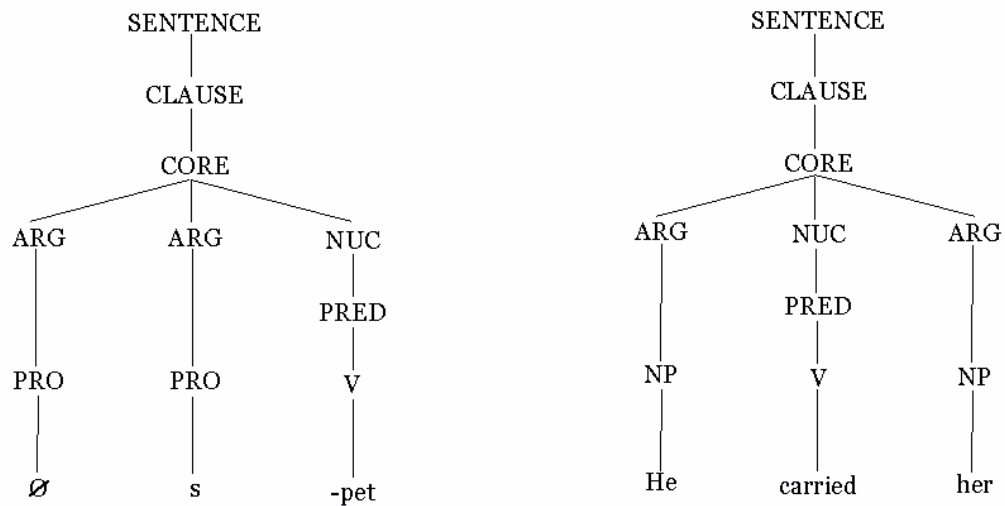 SENTENCE SENTENCE
CLAUSE CLAUSE
CORE CORE
ARG ARG NUC ARG NUC ARG
PRED PRED
PRO PRO V NP V NP
Ø s -pet He carried her